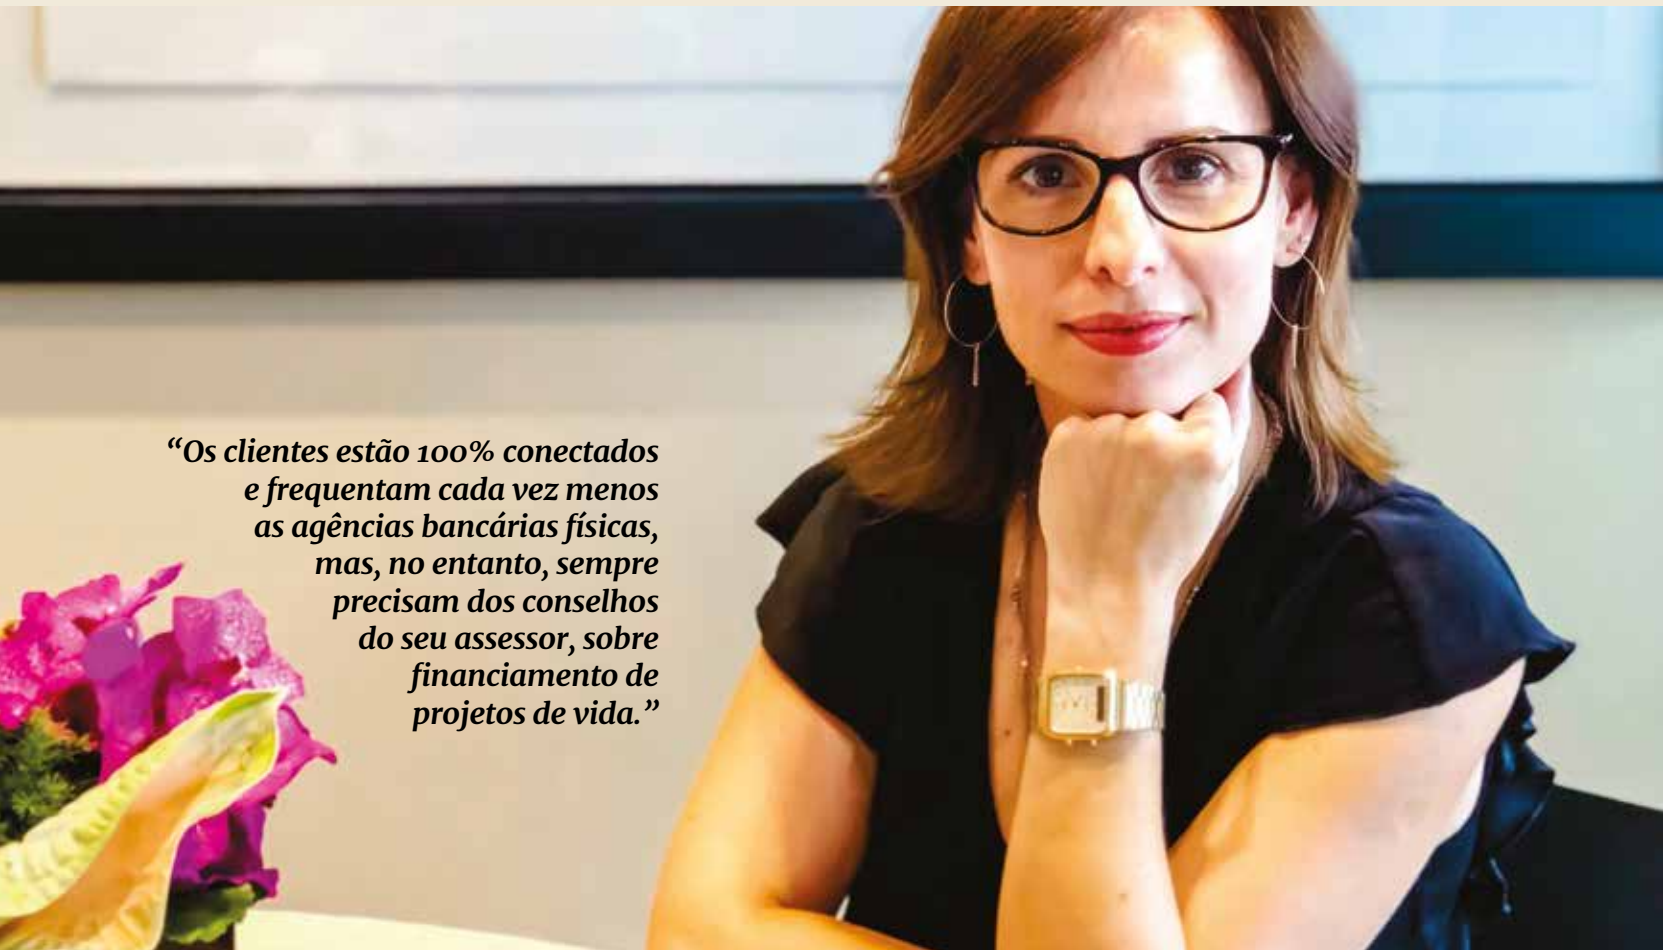 “Os clientes estão 100% conectados
e frequentam cada vez menos
as agências bancárias físicas,
mas, no entanto, sempre
precisam dos conselhos
do seu assessor, sobre
financiamento de
projetos de vida.”